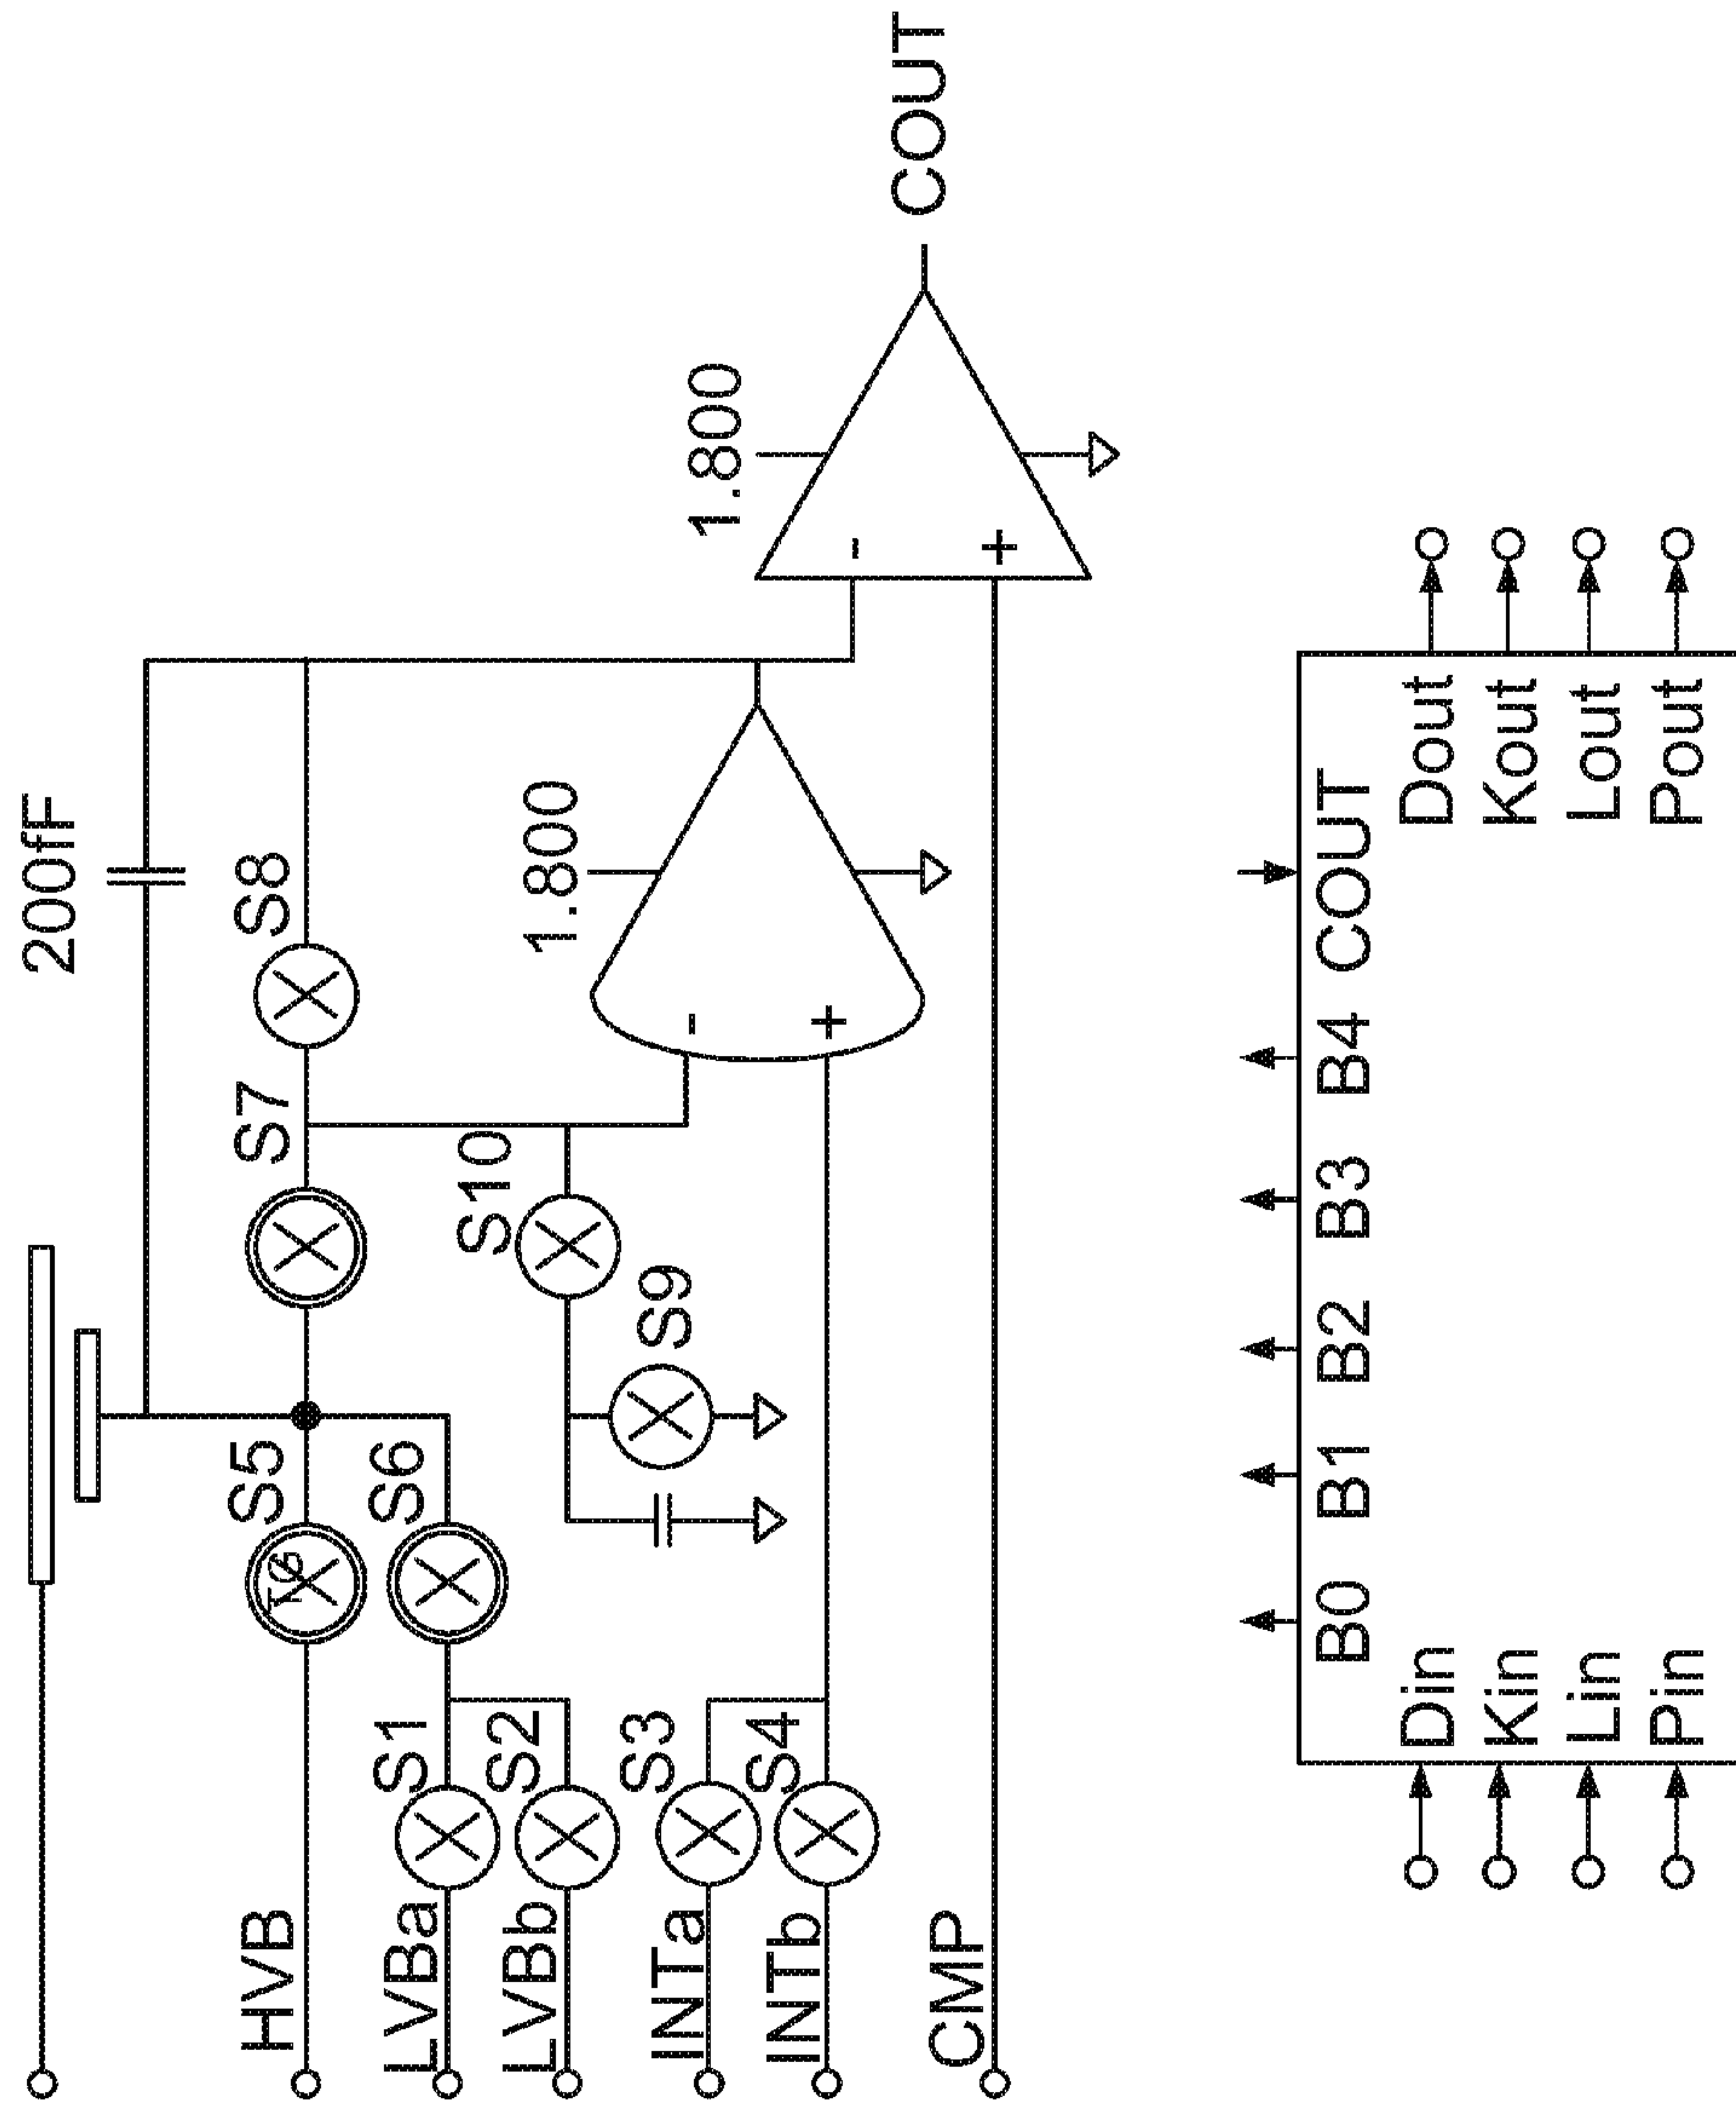 200fF
S8
S7
S5
S6
S10
S9
TG
1.800
1.800
-
+
-
+
COUT
HVB
S1
LVBa
S2
LVBb
S3
INTa
S4
INTb
CMP
B0 B1 B2 B3 B4 COUT
Din Dout
Kin Kout
Lin Lout
Pin Pout